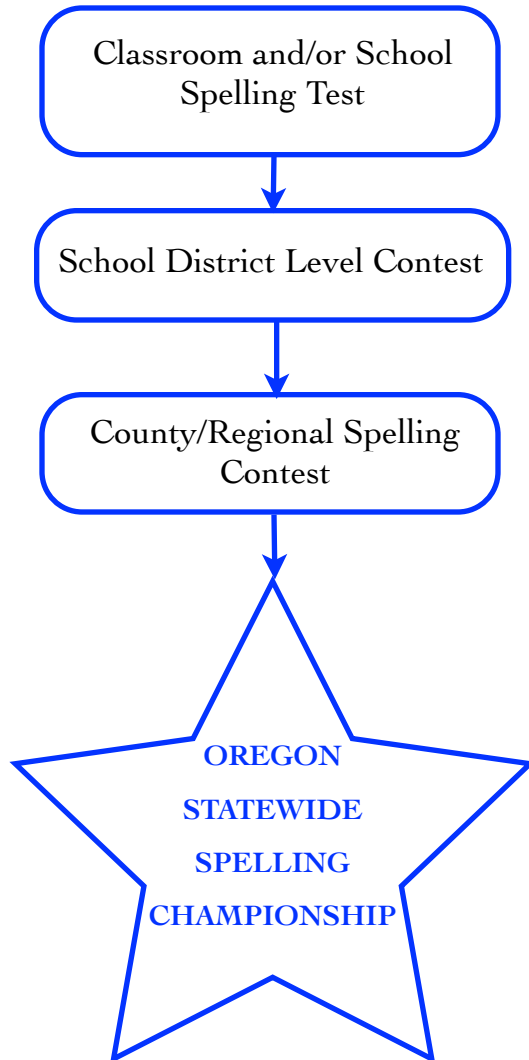 Classroom and/or School
Spelling Test
School District Level Contest
County/Regional Spelling
Contest
OREGON
STATEWIDE
SPELLING
CHAMPIONSHIP